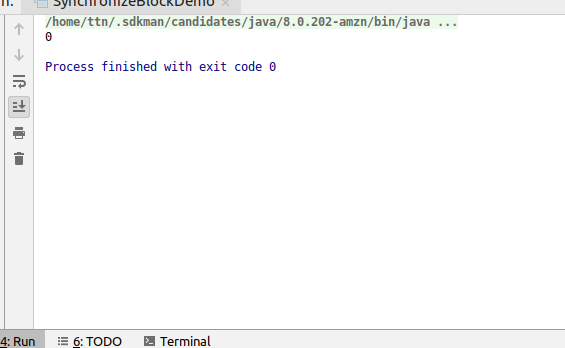 n: SynchronizeBlockDemo ×
/home/ttn/.sdkman/candidates/java/8.0.202-amzn/bin/java ...
0
Process finished with exit code 0
4: Run 6: TODO Terminal